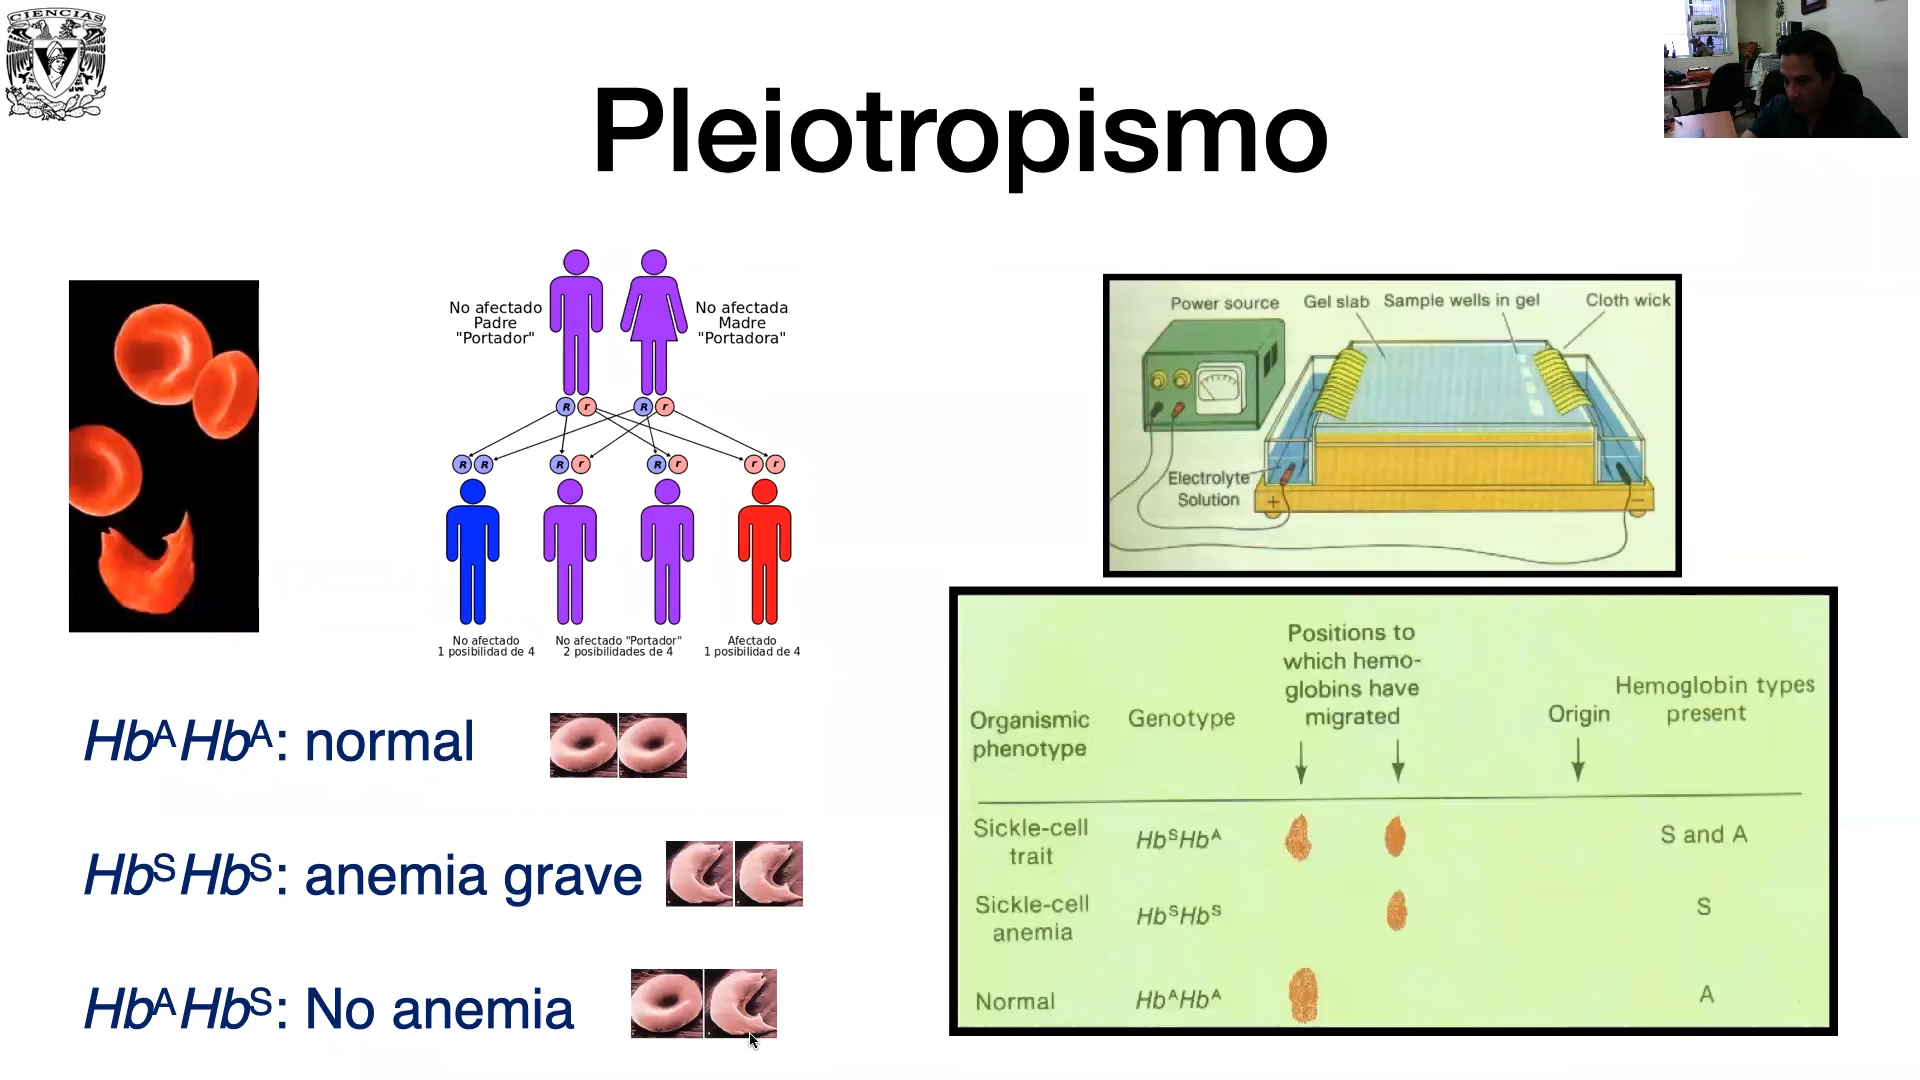 CIENCIAS
Pleiotropismo
No afectado
Padre
"Portador"
No afectada
Madre
"Portadora"
R r R r
R R R r R r r r
No afectado
1 posibilidad de 4
No afectado "Portador"
2 posibilidades de 4
Afectado
1 posibilidad de 4
HbᴬHbᴬ: normal
HbˢHbˢ: anemia grave
HbᴬHbˢ: No anemia
Power source
Gel slab
Sample wells in gel
Cloth wick
Electrolyte
Solution
+
−
Organismic
phenotype
Genotype
Positions to
which hemo-
globins have
migrated
Origin
Hemoglobin types
present
Sickle-cell
trait
HbˢHbᴬ
S and A
Sickle-cell
anemia
HbˢHbˢ
S
Normal
HbᴬHbᴬ
A